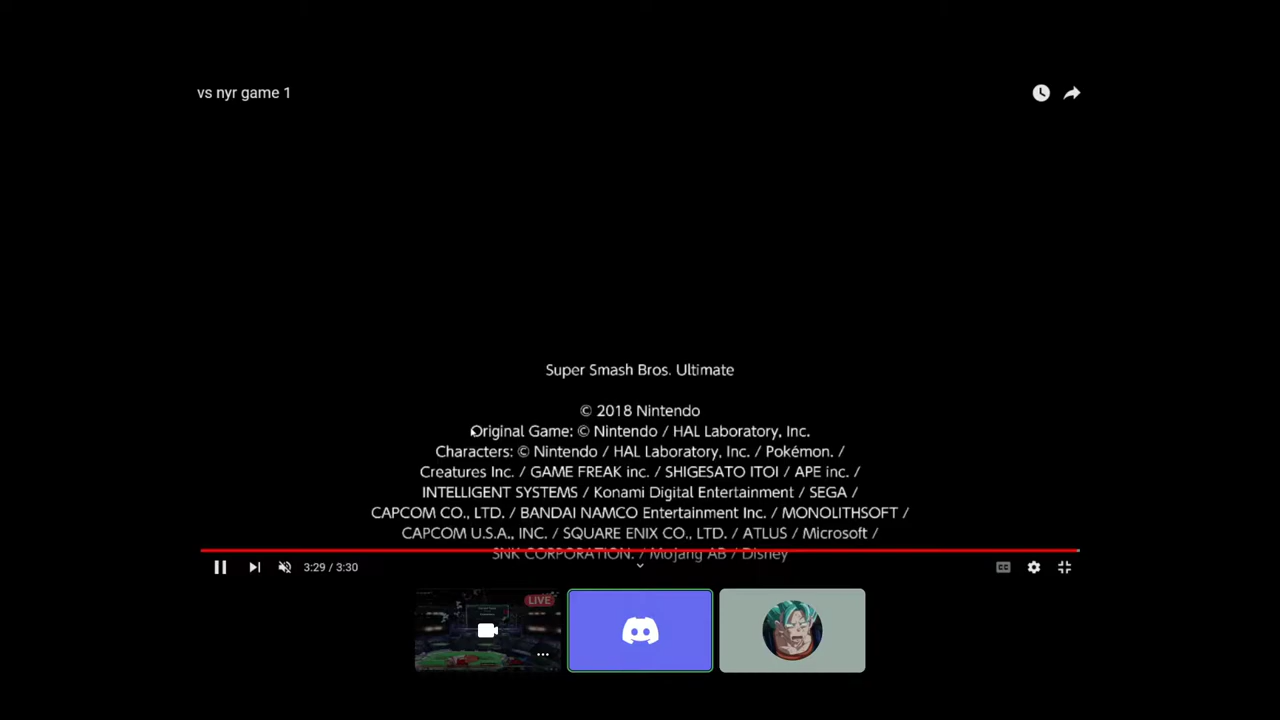 vs nyr game 1
Super Smash Bros. Ultimate
© 2018 Nintendo
Original Game: © Nintendo / HAL Laboratory, Inc.
Characters: © Nintendo / HAL Laboratory, Inc. / Pokémon. /
Creatures Inc. / GAME FREAK inc. / SHIGESATO ITOI / APE inc. /
INTELLIGENT SYSTEMS / Konami Digital Entertainment / SEGA /
CAPCOM CO., LTD. / BANDAI NAMCO Entertainment Inc. / MONOLITHSOFT /
CAPCOM U.S.A., INC. / SQUARE ENIX CO., LTD. / ATLUS / Microsoft /
SNK CORPORATION. / Mojang AB / Disney
3:29 / 3:30
CC
LIVE